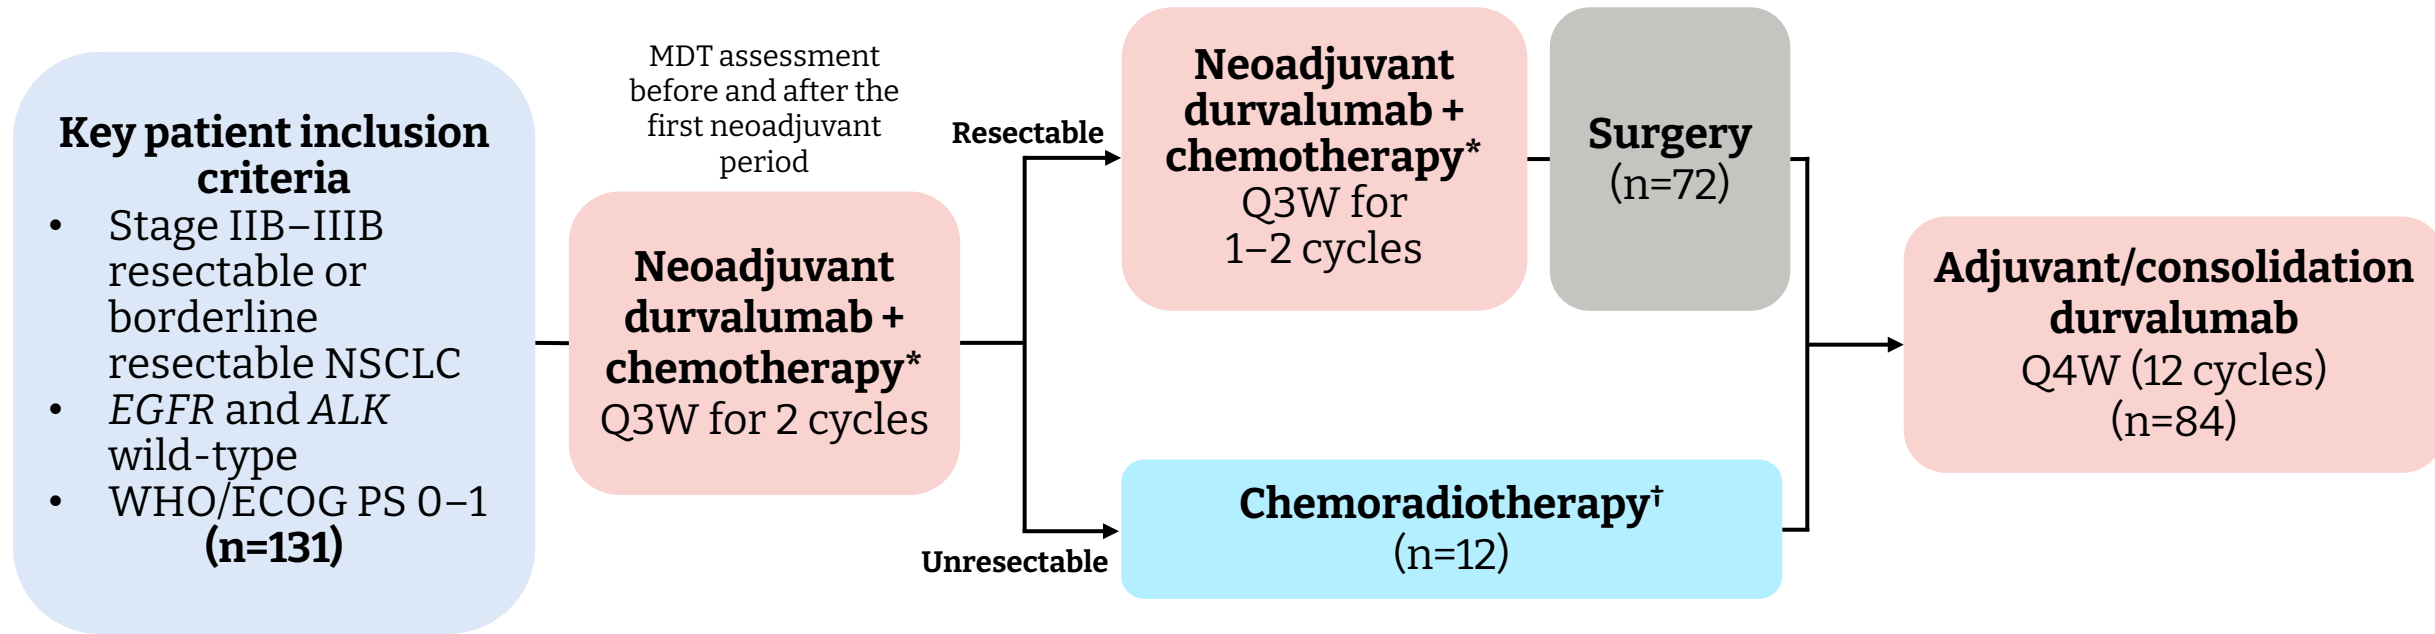 Key patient inclusion
criteria
• Stage IIB–IIIB
resectable or
borderline
resectable NSCLC
• EGFR and ALK
wild-type
• WHO/ECOG PS 0–1
(n=131)
MDT assessment
before and after the
first neoadjuvant
period
Neoadjuvant
durvalumab +
chemotherapy*
Q3W for 2 cycles
Resectable
Neoadjuvant
durvalumab +
chemotherapy*
Q3W for
1–2 cycles
Surgery
(n=72)
Unresectable
Chemoradiotherapy†
(n=12)
Adjuvant/consolidation
durvalumab
Q4W (12 cycles)
(n=84)